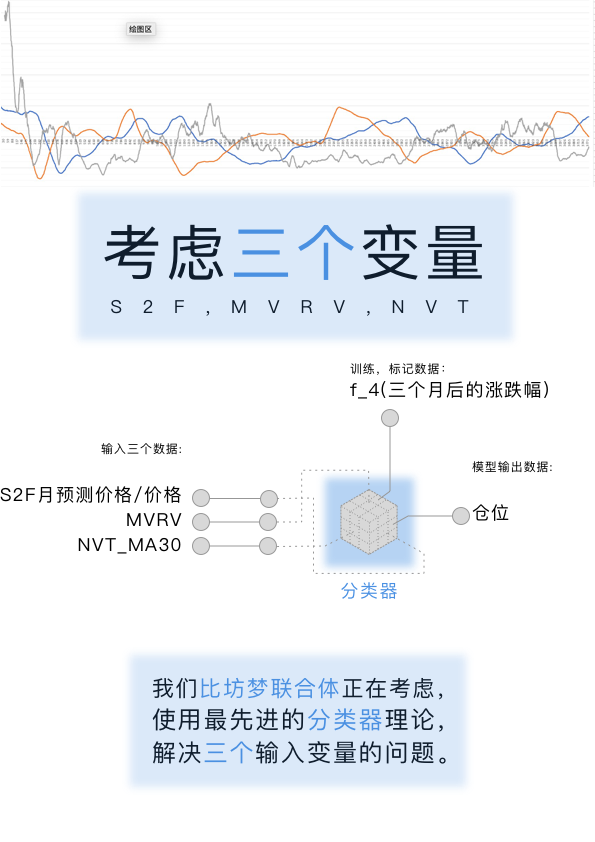 绘图区
考虑三个变量
S2F,MVRV,NVT
训练，标记数据：
f_4(三个月后的涨跌幅)
输入三个数据:
模型输出数据:
S2F月预测价格/价格
MVRV
NVT_MA30
仓位
分类器
我们比坊梦联合体正在考虑，
使用最先进的分类器理论，
解决三个输入变量的问题。